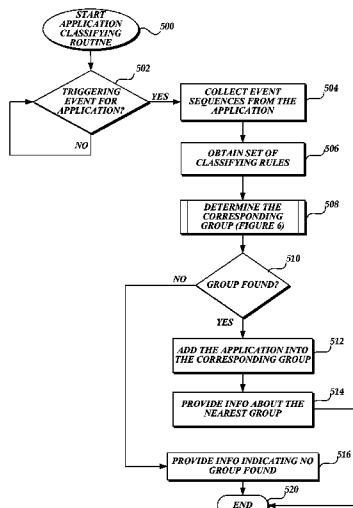 START
APPLICATION
CLASSIFYING
ROUTINE
500
502
TRIGGERING
EVENT FOR
APPLICATION?
YES
NO
COLLECT EVENT
SEQUENCES FROM THE
APPLICATION
504
OBTAIN SET OF
CLASSIFYING RULES
506
DETERMINE THE
CORRESPONDING
GROUP (FIGURE 6)
508
510
GROUP FOUND?
NO
YES
ADD THE APPLICATION INTO
THE CORRESPONDING GROUP
512
PROVIDE INFO ABOUT THE
NEAREST GROUP
514
PROVIDE INFO INDICATING NO
GROUP FOUND
516
END
520